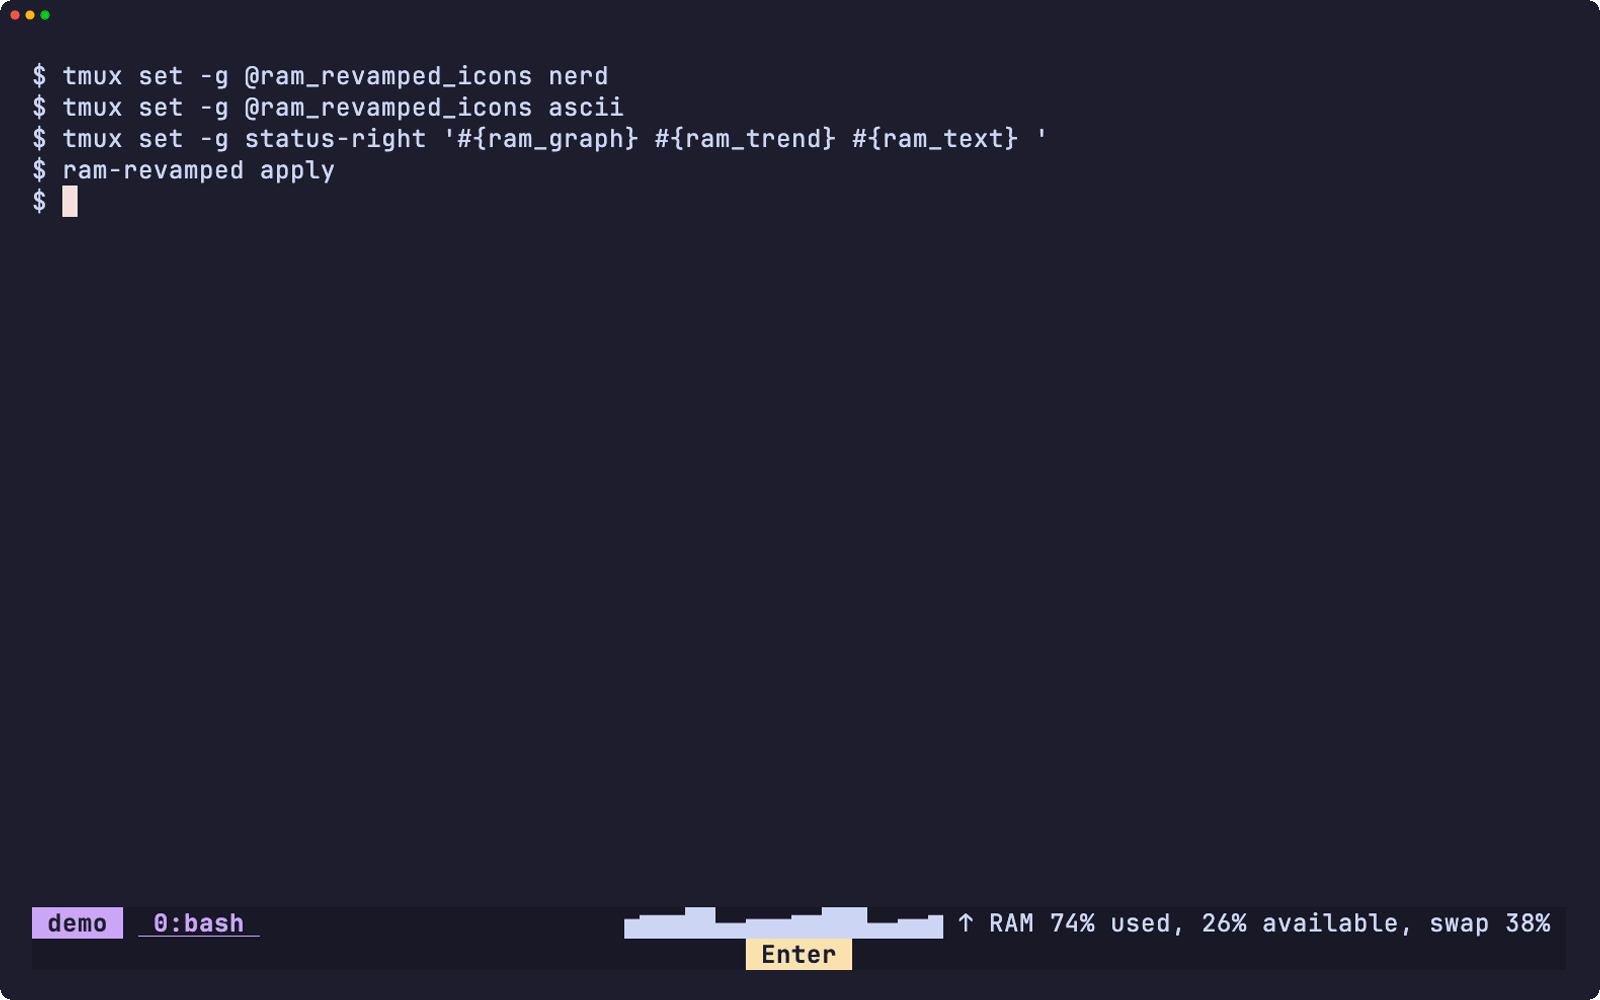 $ tmux set -g @ram_revamped_icons nerd
$ tmux set -g @ram_revamped_icons ascii
$ tmux set -g status-right '#{ram_graph} #{ram_trend} #{ram_text} '
$ ram-revamped apply
$
demo 0:bash ↑ RAM 74% used, 26% available, swap 38%
Enter